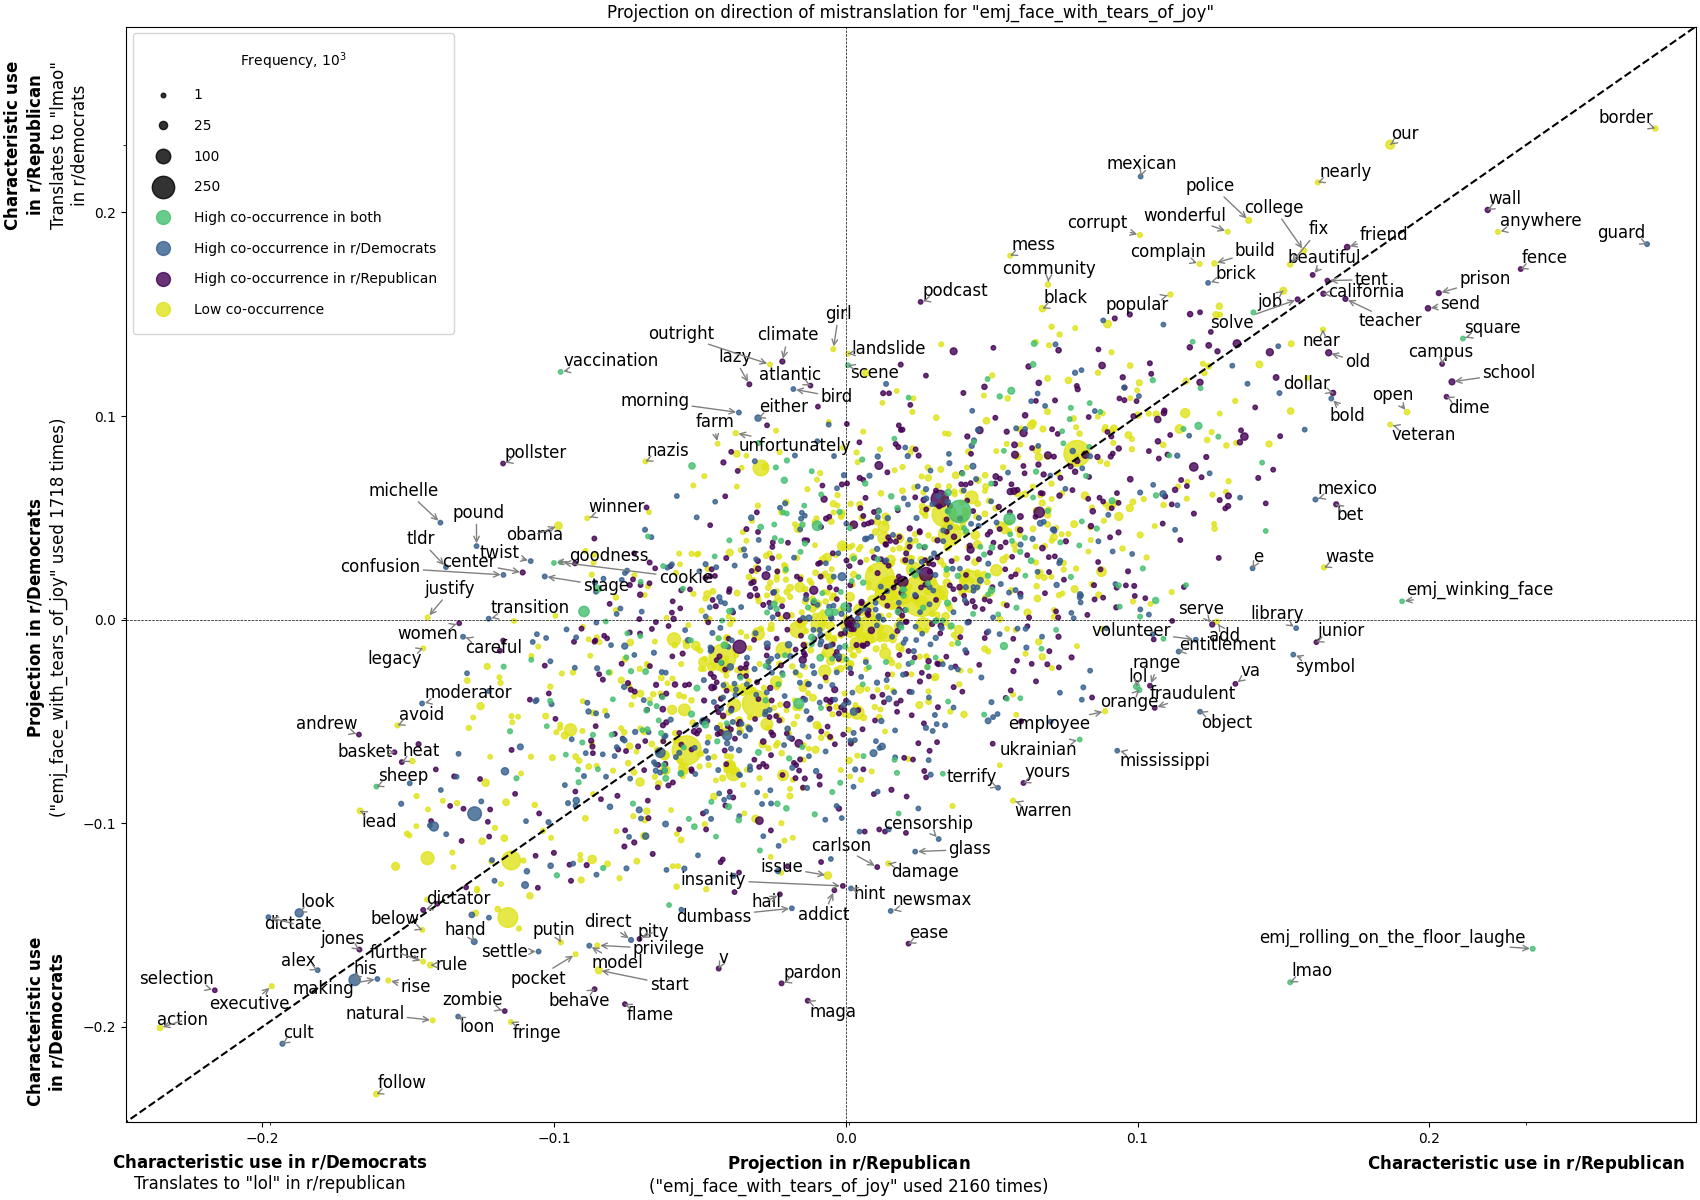 Projection on direction of mistranslation for "emj_face_with_tears_of_joy"
Characteristic use
in r/Republican
Translates to "lmao"
in r/democrats
Projection in r/Democrats
("emj_face_with_tears_of_joy" used 1718 times)
Characteristic use
in r/Democrats
Frequency, 10^3
1
25
100
250
High co-occurrence in both
High co-occurrence in r/Democrats
High co-occurrence in r/Republican
Low co-occurrence
0.2
0.1
0.0
−0.1
−0.2
border
our
mexican
nearly
police
wall
college
corrupt
wonderful
anywhere
fix
friend
guard
mess
complain
build
beautiful
fence
community
brick
tent
prison
podcast
black
popular
job
california
send
girl
solve
teacher
square
outright
climate
near
lazy
landslide
old
campus
vaccination
atlantic
scene
school
morning
bird
dollar
open
dime
either
bold
farm
veteran
unfortunately
nazis
pollster
michelle
mexico
pound
winner
bet
tldr
obama
twist
goodness
e
waste
confusion
center
cookie
justify
stage
emj_winking_face
transition
serve
library
women
careful
volunteer
add
junior
legacy
entitlement
range
symbol
lol
va
moderator
fraudulent
orange
andrew
avoid
employee
object
basket
heat
ukrainian
mississippi
sheep
terrify
yours
lead
warren
censorship
carlson
glass
issue
damage
insanity
hint
look
dictator
hail
newsmax
dictate
below
dumbass
addict
jones
hand
putin
direct
pity
ease
emj_rolling_on_the_floor_laughe
alex
further
settle
privilege
his
rule
model
v
lmao
selection
making
rise
pocket
start
pardon
executive
zombie
behave
action
natural
flame
maga
cult
loon
fringe
follow
−0.2
−0.1
0.0
0.1
0.2
Characteristic use in r/Democrats
Translates to "lol" in r/republican
Projection in r/Republican
("emj_face_with_tears_of_joy" used 2160 times)
Characteristic use in r/Republican